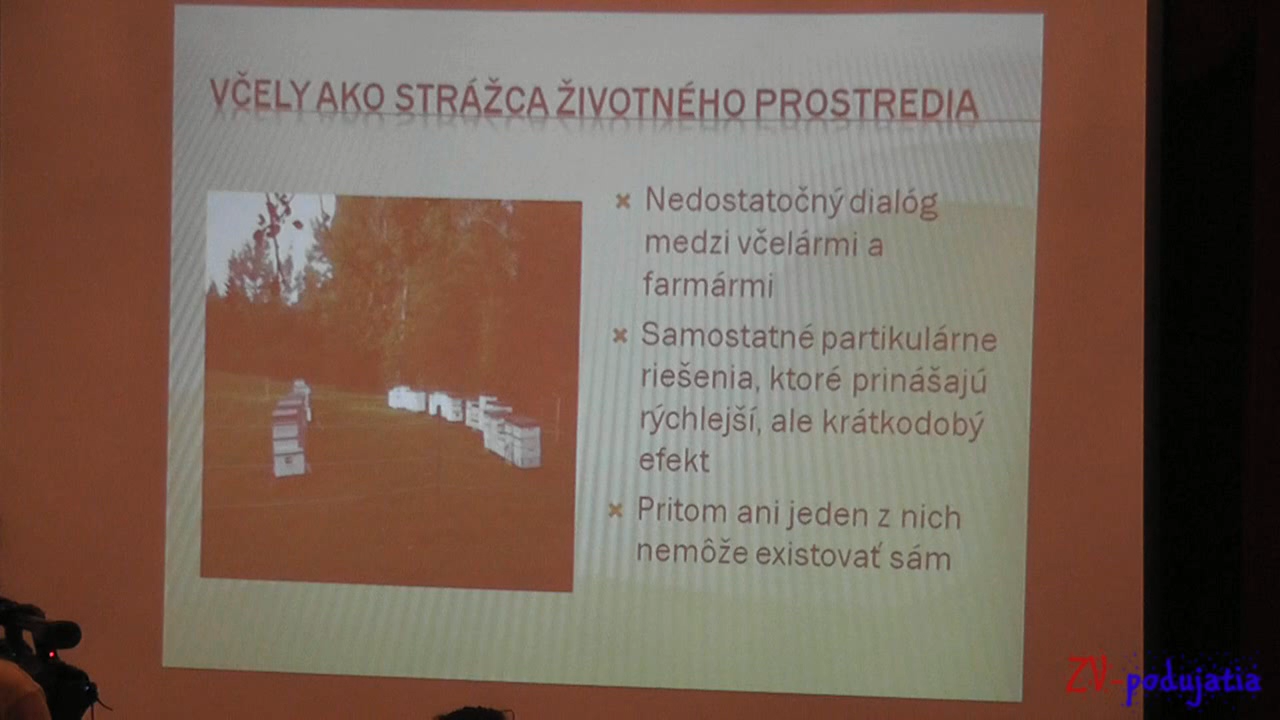 VČELY AKO STRÁŽCA ŽIVOTNÉHO PROSTREDIA
Nedostatočný dialóg
medzi včelármi a
farmármi
Samostatné partikulárne
riešenia, ktoré prinášajú
rýchlejší, ale krátkodobý
efekt
Pritom ani jeden z nich
nemôže existovať sám
ZV-podujatia